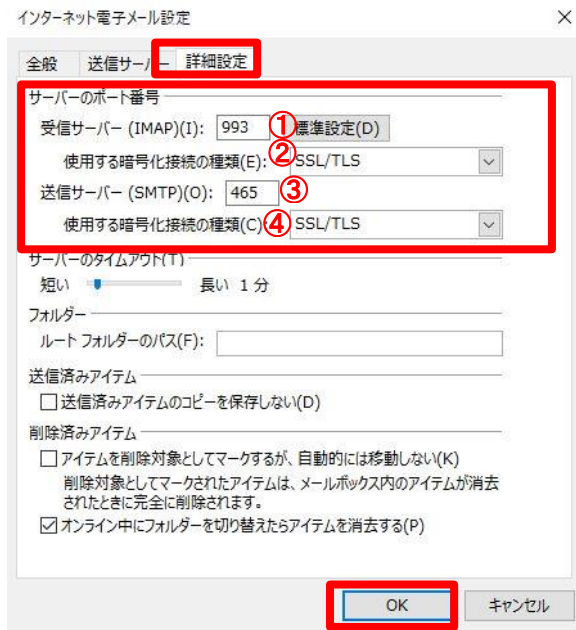 インターネット電子メール設定
全般 送信サーバー 詳細設定
サーバーのポート番号
受信サーバー (IMAP)(I): 993 ① 標準設定(D)
使用する暗号化接続の種類(E): ② SSL/TLS
送信サーバー (SMTP)(O): 465 ③
使用する暗号化接続の種類(C): ④ SSL/TLS
サーバーのタイムアウト(T)
短い 長い 1 分
フォルダー
ルート フォルダーのパス(F):
送信済みアイテム
送信済みアイテムのコピーを保存しない(D)
削除済みアイテム
アイテムを削除対象としてマークするが、自動的には移動しない(K)
削除対象としてマークされたアイテムは、メールボックス内のアイテムが消去
されたときに完全に削除されます。
オンライン中にフォルダーを切り替えたらアイテムを消去する(P)
OK キャンセル